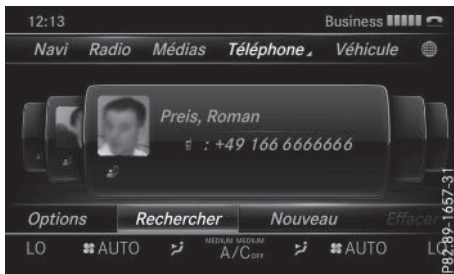 12:13 Business
Navi Radio Médias Téléphone Véhicule
Preis, Roman
: +49 166 6666666
Options Rechercher Nouveau Effacer
LO AUTO MEDIUM MEDIUM AUTO LO
A/C OFF
P82.89-1657-31